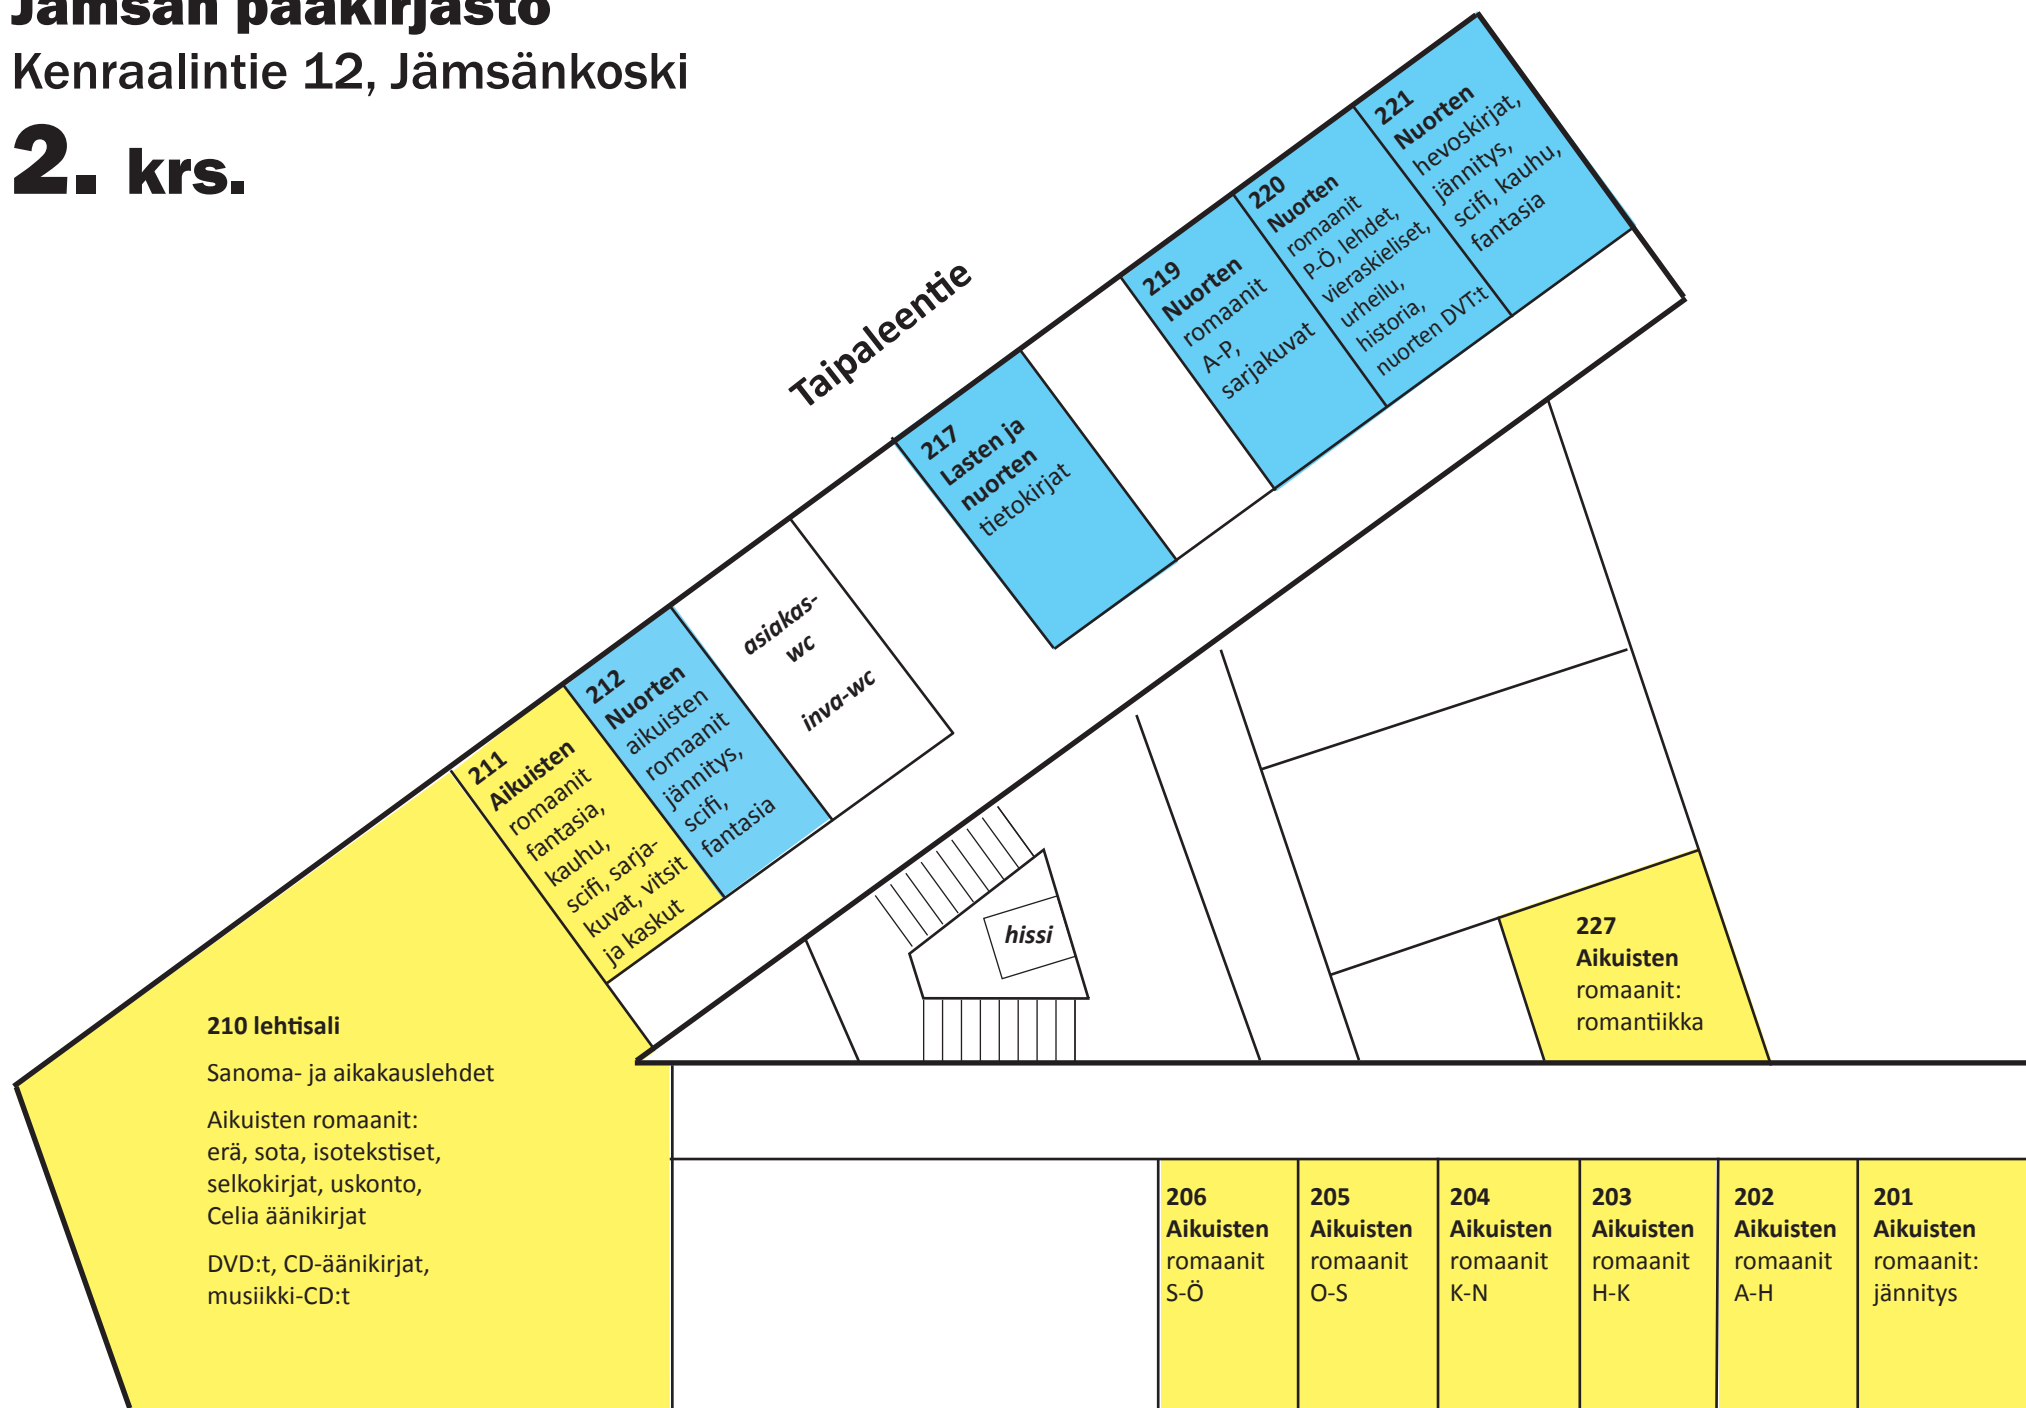 Jämsän pääkirjasto
Kenraalintie 12, Jämsänkoski
2. krs.
Taipaleentie
221
Nuorten
hevoskirjat,
jännitys,
scifi, kauhu,
fantasia
220
Nuorten
romaanit
P-Ö, lehdet,
vieraskieliset,
urheilu,
historia,
nuorten DVT:t
219
Nuorten
romaanit
A-P,
sarjakuvat
217
Lasten ja
nuorten
tietokirjat
asiakas-
wc
inva-wc
212
Nuorten
aikuisten
romaanit
jännitys,
scifi,
fantasia
211
Aikuisten
romaanit
fantasia,
kauhu,
scifi, sarja-
kuvat, vitsit
ja kaskut
hissi
227
Aikuisten
romaanit:
romantiikka
210 lehtisali
Sanoma- ja aikakauslehdet
Aikuisten romaanit:
erä, sota, isotekstiset,
selkokirjat, uskonto,
Celia äänikirjat
DVD:t, CD-äänikirjat,
musiikki-CD:t
206
Aikuisten
romaanit
S-Ö
205
Aikuisten
romaanit
O-S
204
Aikuisten
romaanit
K-N
203
Aikuisten
romaanit
H-K
202
Aikuisten
romaanit
A-H
201
Aikuisten
romaanit:
jännitys